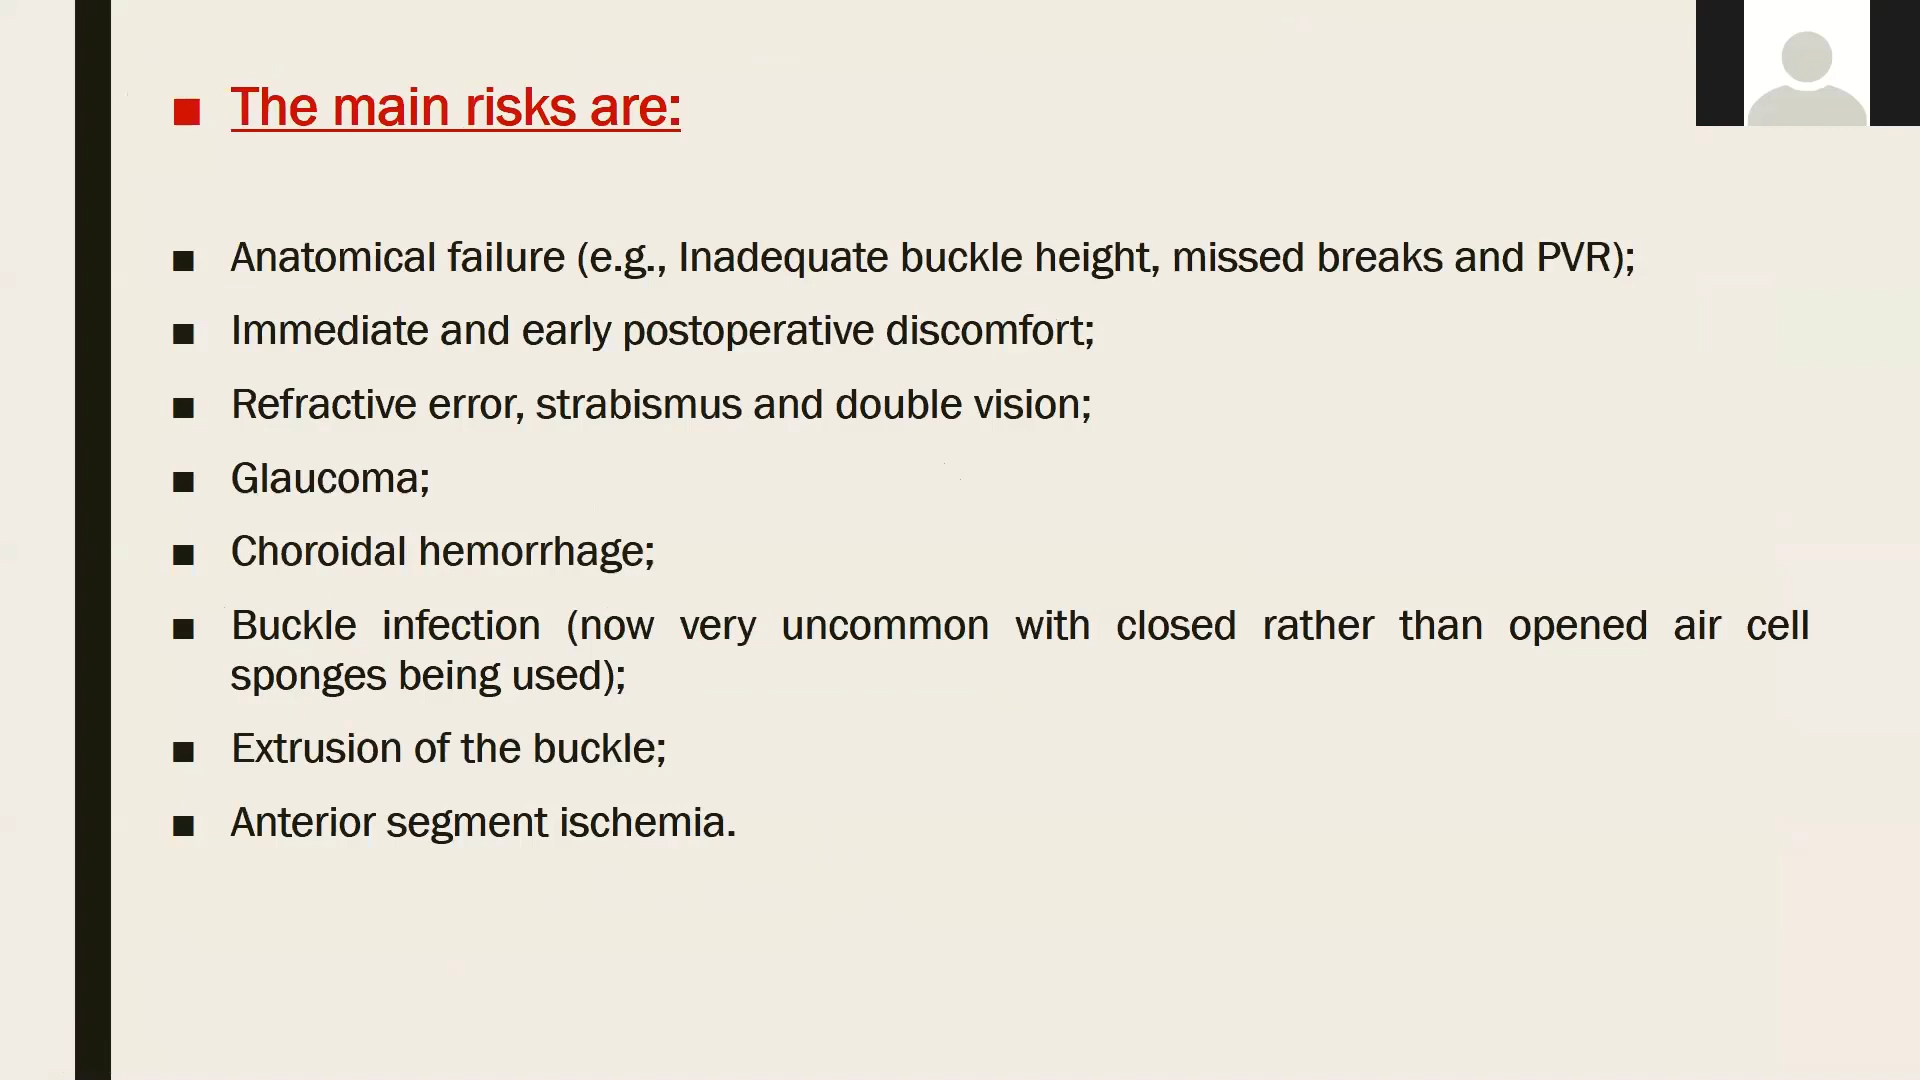 The main risks are:
Anatomical failure (e.g., Inadequate buckle height, missed breaks and PVR);
Immediate and early postoperative discomfort;
Refractive error, strabismus and double vision;
Glaucoma;
Choroidal hemorrhage;
Buckle infection (now very uncommon with closed rather than opened air cell
sponges being used);
Extrusion of the buckle;
Anterior segment ischemia.